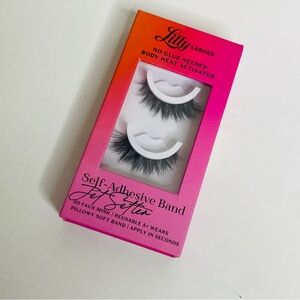 Lilly LASHES
NO GLUE NEEDED
BODY HEAT ACTIVATED
Self-Adhesive Band
Jet Setter
3D FAUX MINK | REUSABLE 5+ WEARS
PILLOWY SOFT BAND | APPLY IN SECONDS